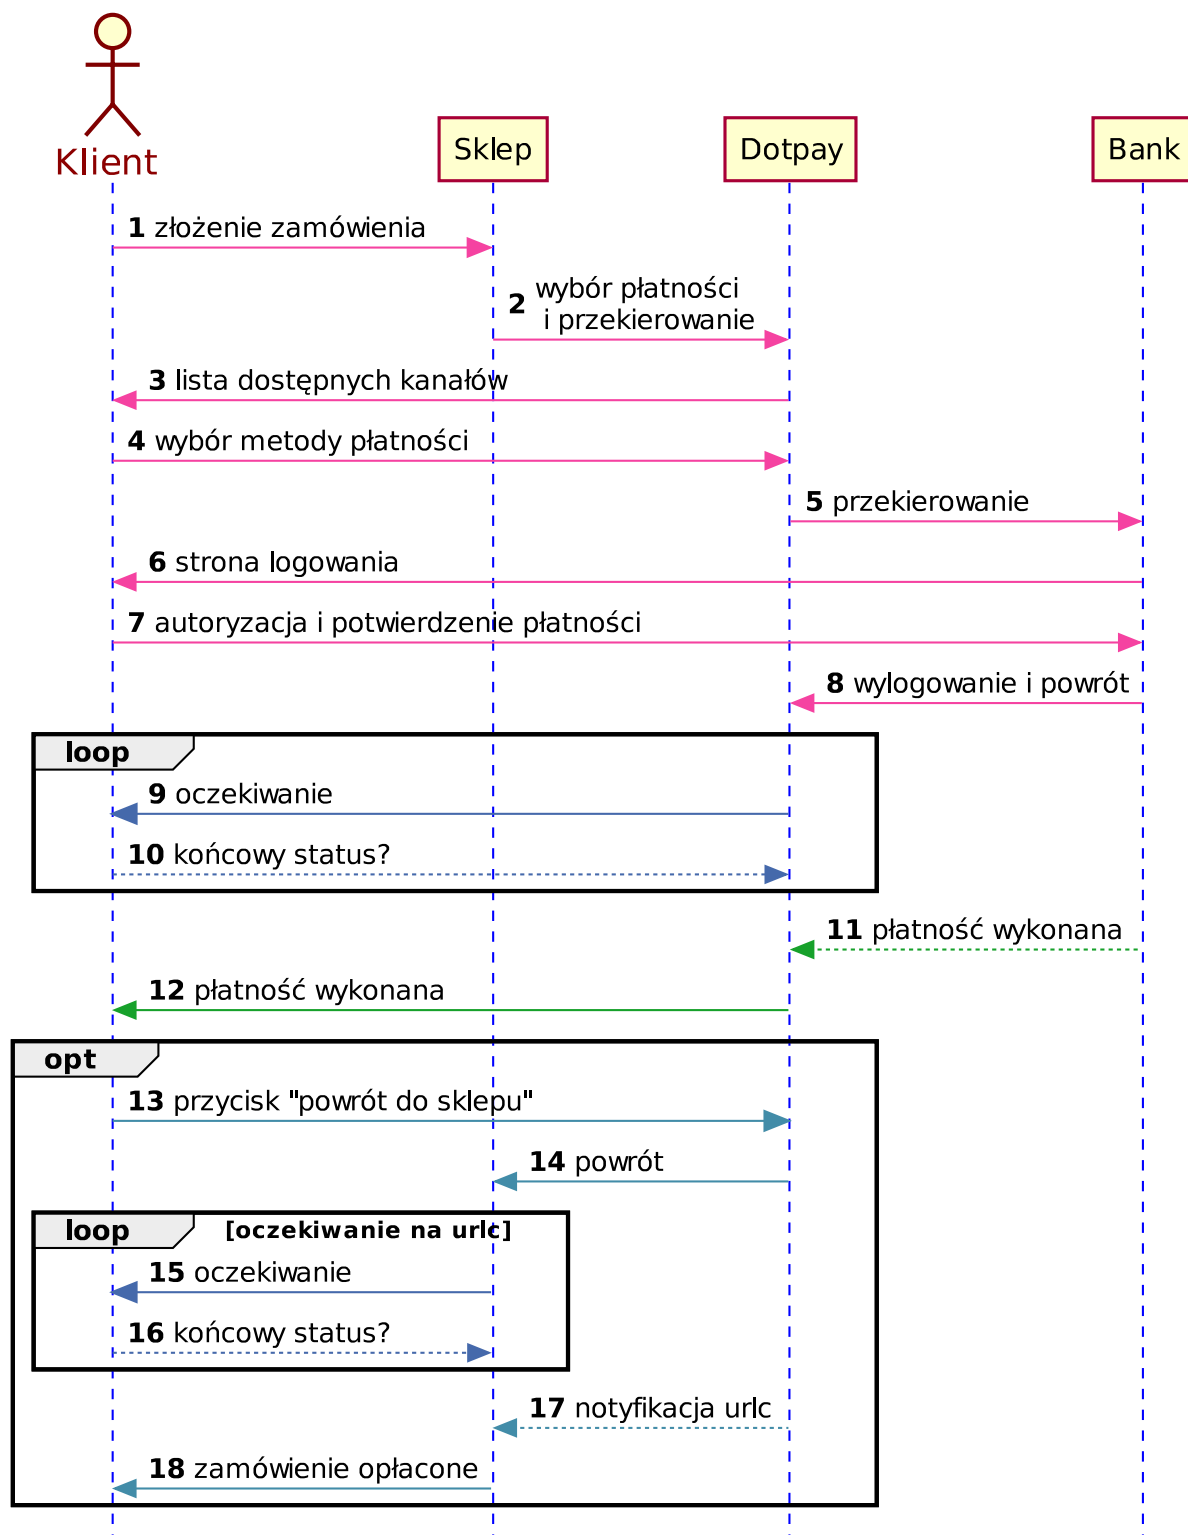 Klient
Sklep
Dotpay
Bank
1 złożenie zamówienia
2 wybór płatności
i przekierowanie
3 lista dostępnych kanałów
4 wybór metody płatności
5 przekierowanie
6 strona logowania
7 autoryzacja i potwierdzenie płatności
8 wylogowanie i powrót
loop
9 oczekiwanie
10 końcowy status?
11 płatność wykonana
12 płatność wykonana
opt
13 przycisk "powrót do sklepu"
14 powrót
loop [oczekiwanie na urlc]
15 oczekiwanie
16 końcowy status?
17 notyfikacja urlc
18 zamówienie opłacone